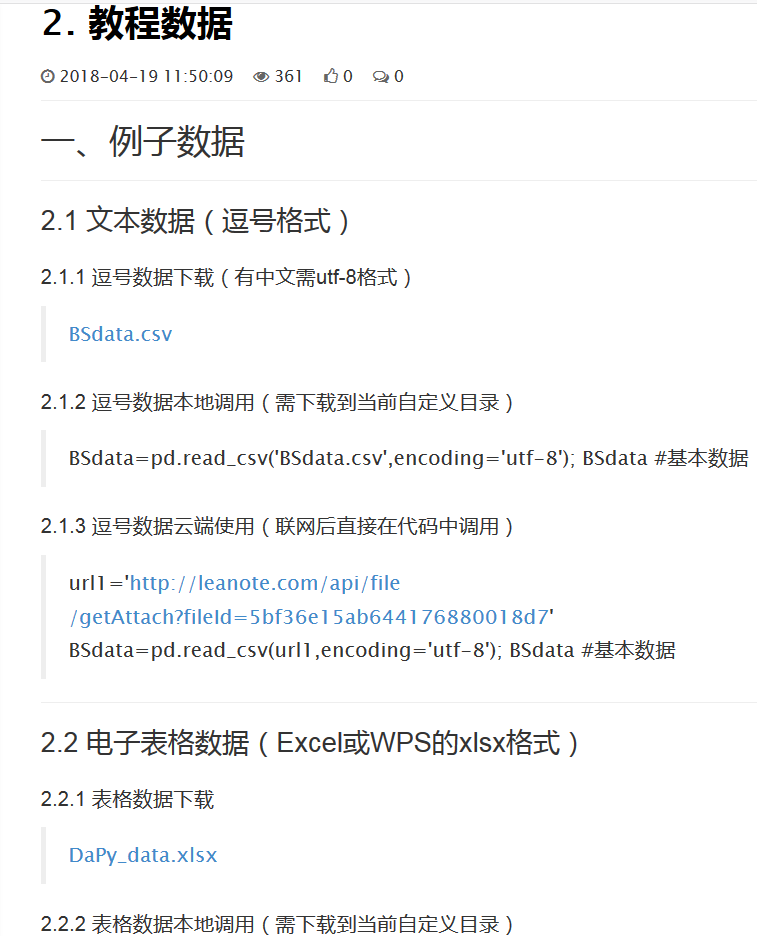 2. 教程数据
2018-04-19 11:50:09 361 0 0
一、例子数据
2.1 文本数据（逗号格式）
2.1.1 逗号数据下载（有中文需utf-8格式）
BSdata.csv
2.1.2 逗号数据本地调用（需下载到当前自定义目录）
BSdata=pd.read_csv('BSdata.csv',encoding='utf-8'); BSdata #基本数据
2.1.3 逗号数据云端使用（联网后直接在代码中调用）
url1='http://leanote.com/api/file
/getAttach?fileId=5bf36e15ab644176880018d7'
BSdata=pd.read_csv(url1,encoding='utf-8'); BSdata #基本数据
2.2 电子表格数据（Excel或WPS的xlsx格式）
2.2.1 表格数据下载
DaPy_data.xlsx
2.2.2 表格数据本地调用（需下载到当前自定义目录）